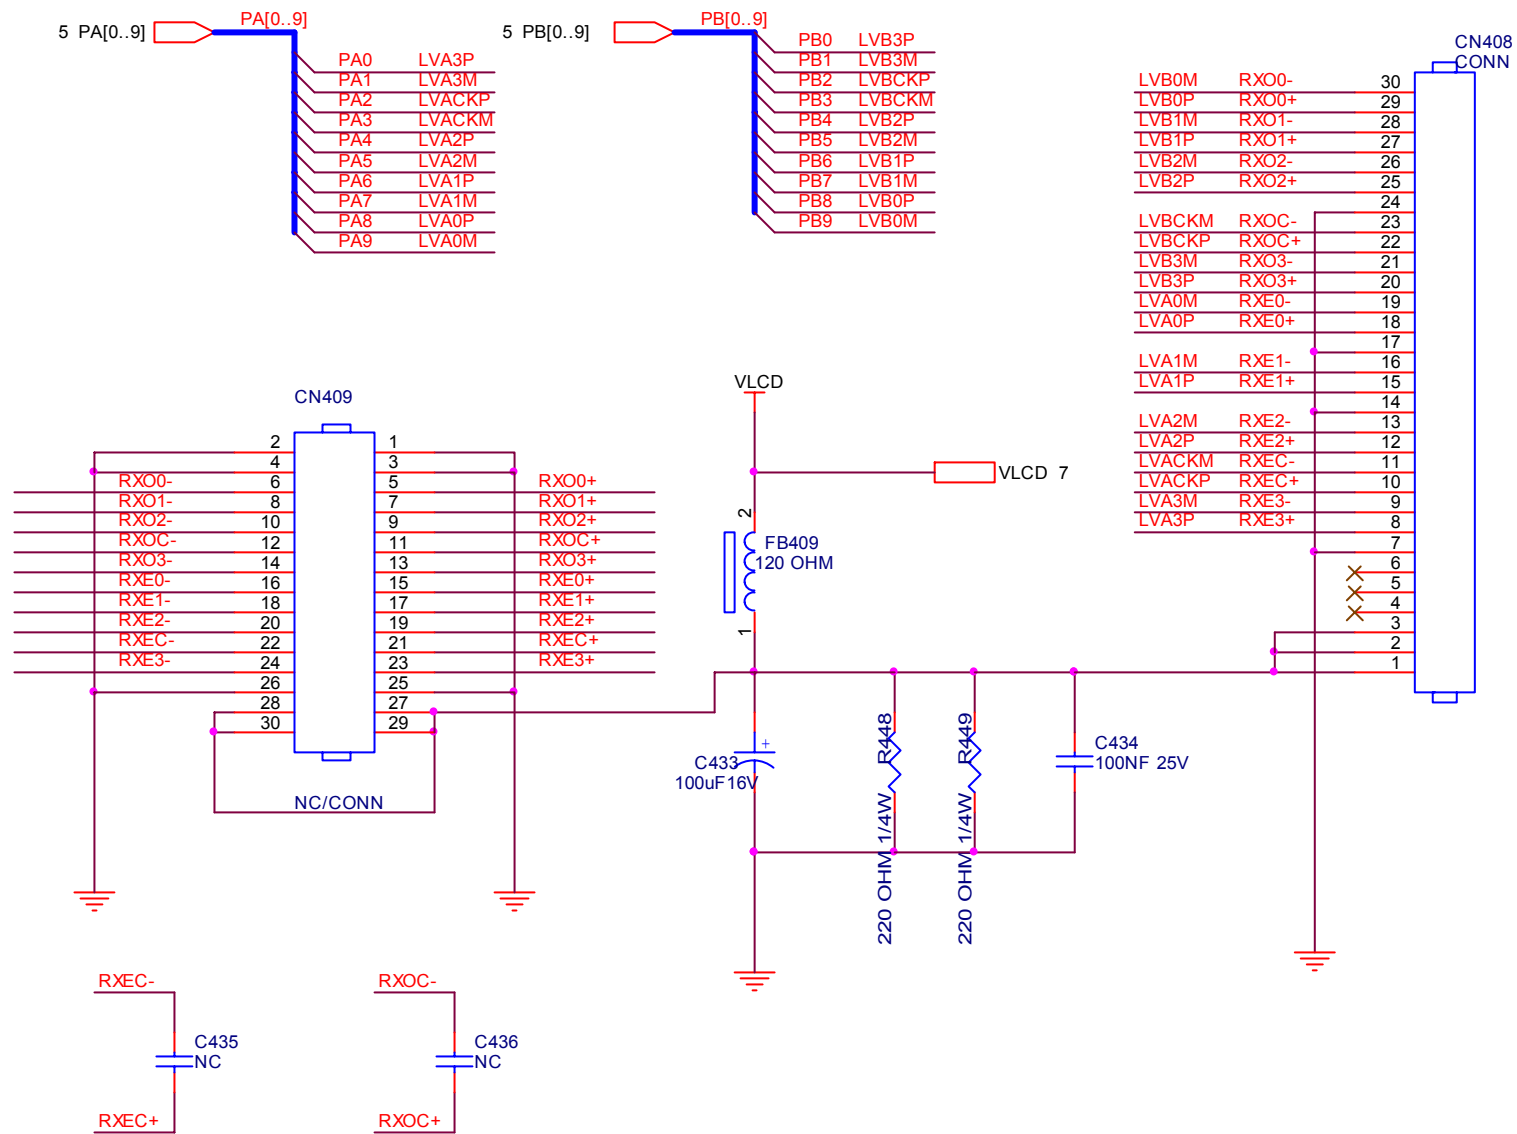 5 PA[0..9] PA[0..9]
PA0 LVA3P
PA1 LVA3M
PA2 LVACKP
PA3 LVACKM
PA4 LVA2P
PA5 LVA2M
PA6 LVA1P
PA7 LVA1M
PA8 LVA0P
PA9 LVA0M
5 PB[0..9] PB[0..9]
PB0 LVB3P
PB1 LVB3M
PB2 LVBCKP
PB3 LVBCKM
PB4 LVB2P
PB5 LVB2M
PB6 LVB1P
PB7 LVB1M
PB8 LVB0P
PB9 LVB0M
CN408
CONN
LVB0M RXO0- 30
LVB0P RXO0+ 29
LVB1M RXO1- 28
LVB1P RXO1+ 27
LVB2M RXO2- 26
LVB2P RXO2+ 25
24
LVBCKM RXOC- 23
LVBCKP RXOC+ 22
LVB3M RXO3- 21
LVB3P RXO3+ 20
LVA0M RXE0- 19
LVA0P RXE0+ 18
17
LVA1M RXE1- 16
LVA1P RXE1+ 15
14
LVA2M RXE2- 13
LVA2P RXE2+ 12
LVACKM RXEC- 11
LVACKP RXEC+ 10
LVA3M RXE3- 9
LVA3P RXE3+ 8
7
6
5
4
3
2
1
CN409
2 1
4 3
RXO0- 6 5 RXO0+
RXO1- 8 7 RXO1+
RXO2- 10 9 RXO2+
RXOC- 12 11 RXOC+
RXO3- 14 13 RXO3+
RXE0- 16 15 RXE0+
RXE1- 18 17 RXE1+
RXE2- 20 19 RXE2+
RXEC- 22 21 RXEC+
RXE3- 24 23 RXE3+
26 25
28 27
30 29
NC/CONN
VLCD
VLCD 7
2
FB409
120 OHM
1
C433
+
100uF16V
R448
220 OHM 1/4W
R449
220 OHM 1/4W
C434
100NF 25V
RXEC-
C435
NC
RXEC+
RXOC-
C436
NC
RXOC+